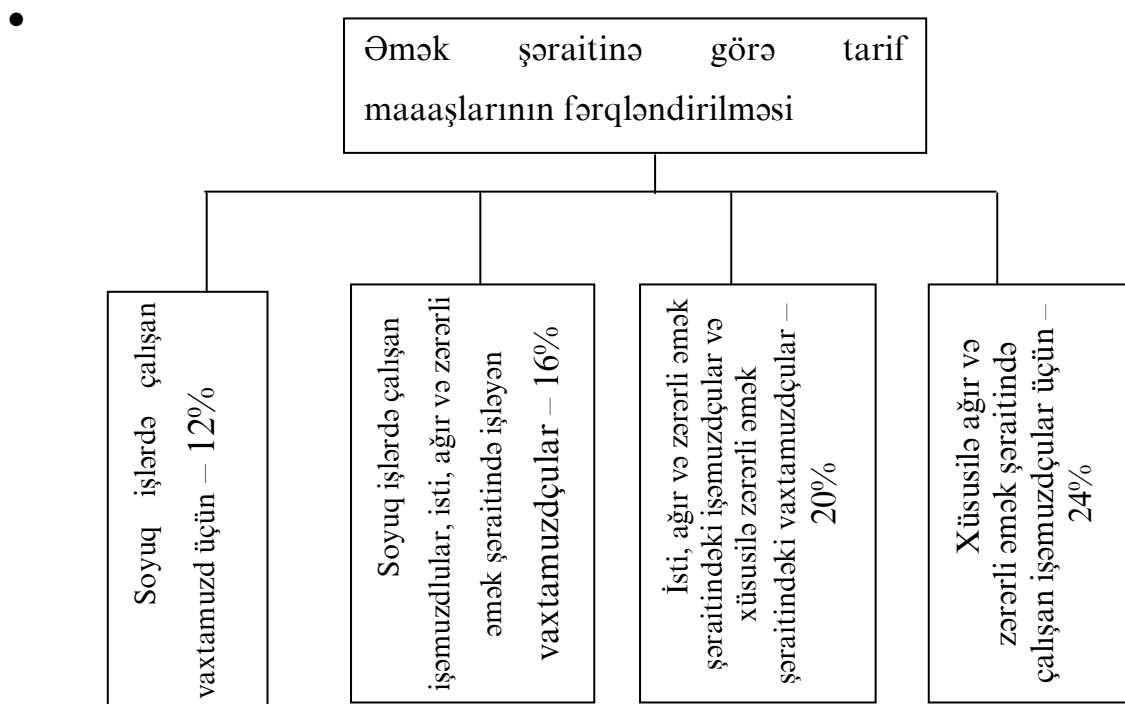 •
Əmək şəraitinə görə tarif
maaaşlarının fərqləndirilməsi
Soyuq işlərdə çalışan
vaxtamuzd üçün – 12%
Soyuq işlərdə çalışan
işəmuzdlular, isti, ağır və zərərli
əmək şəraitində işləyən
vaxtamuzdçular – 16%
İsti, ağır və zərərli əmək
şəraitindəki işəmuzdçular və
xüsusilə zərərli əmək
şəraitindəki vaxtamuzdçular –
20%
Xüsusilə ağır və
zərərli əmək şəraitində
çalışan işəmuzdçular üçün –
24%